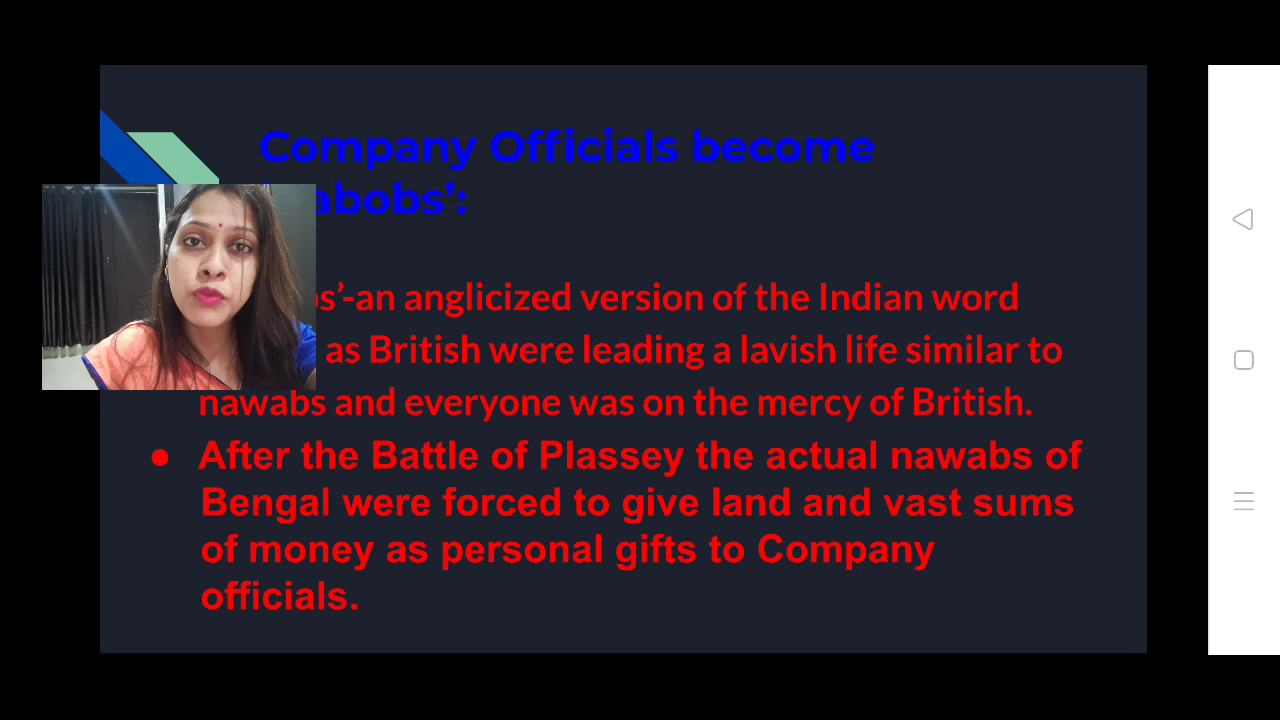 Company Officials become
abobs’:
bs’-an anglicized version of the Indian word
as British were leading a lavish life similar to
nawabs and everyone was on the mercy of British.
● After the Battle of Plassey the actual nawabs of
Bengal were forced to give land and vast sums
of money as personal gifts to Company
officials.